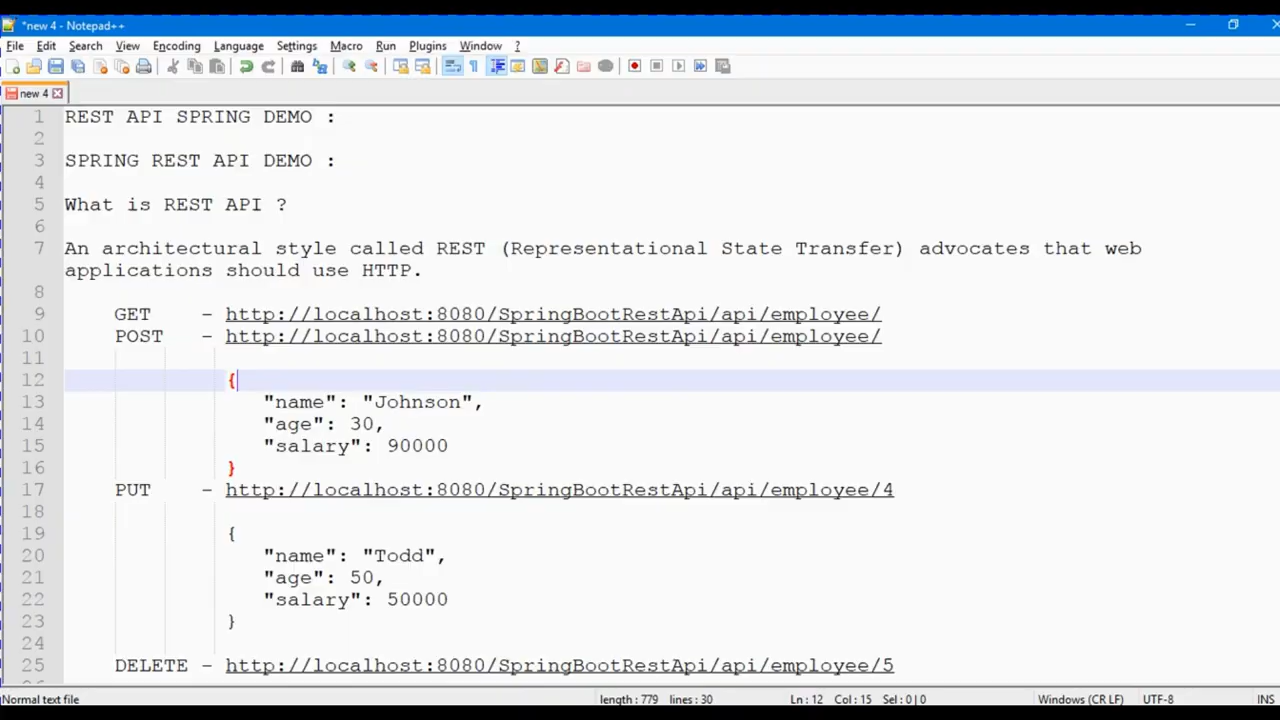 *new 4 - Notepad++
File Edit Search View Encoding Language Settings Macro Run Plugins Window ?
new 4
1 REST API SPRING DEMO :
2
3 SPRING REST API DEMO :
4
5 What is REST API ?
6
7 An architectural style called REST (Representational State Transfer) advocates that web
applications should use HTTP.
8
9 GET - http://localhost:8080/SpringBootRestApi/api/employee/
10 POST - http://localhost:8080/SpringBootRestApi/api/employee/
11
12 {
13 "name": "Johnson",
14 "age": 30,
15 "salary": 90000
16 }
17 PUT - http://localhost:8080/SpringBootRestApi/api/employee/4
18
19 {
20 "name": "Todd",
21 "age": 50,
22 "salary": 50000
23 }
24
25 DELETE - http://localhost:8080/SpringBootRestApi/api/employee/5
Normal text file length : 779 lines : 30 Ln : 12 Col : 15 Sel : 0 | 0 Windows (CR LF) UTF-8 INS